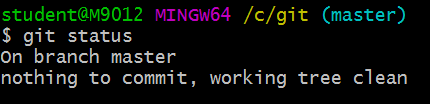 student@M9012 MINGW64 /c/git (master)
$ git status
On branch master
nothing to commit, working tree clean